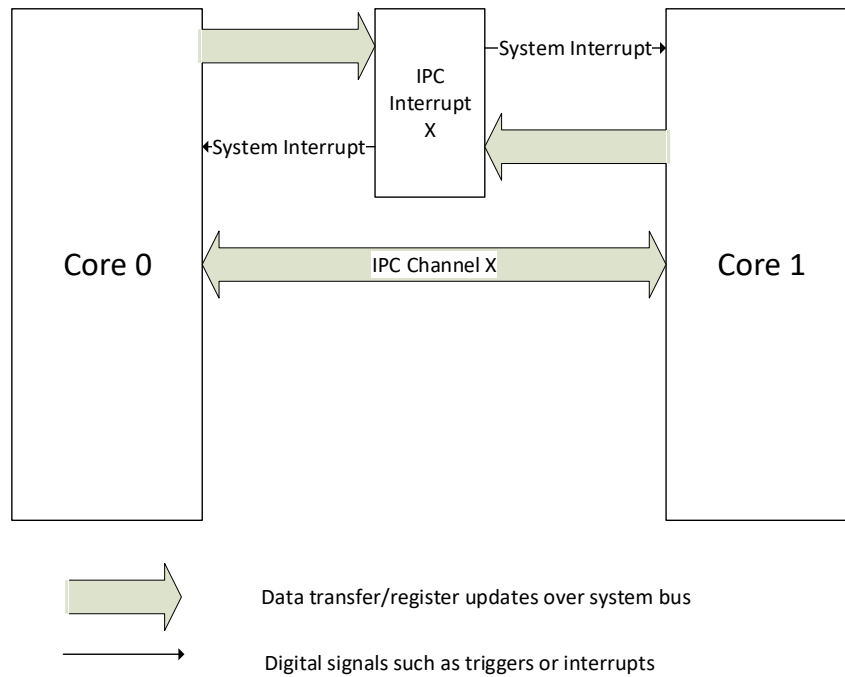 System Interrupt
IPC
Interrupt
X
System Interrupt
Core 0
IPC Channel X
Core 1
Data transfer/register updates over system bus
Digital signals such as triggers or interrupts